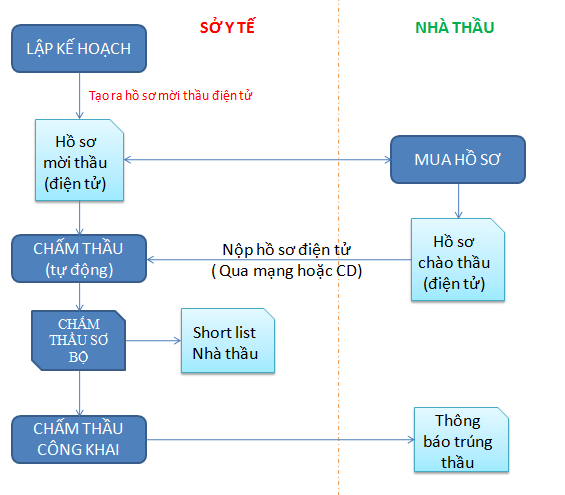 SỞ Y TẾ
NHÀ THẦU
LẬP KẾ HOẠCH
Tạo ra hồ sơ mời thầu điện tử
Hồ sơ
mời thầu
(điện tử)
MUA HỒ SƠ
CHẤM THẦU
(tự động)
Nộp hồ sơ điện tử
( Qua mạng hoặc CD)
Hồ sơ
chào thầu
(điện tử)
CHẤM
THẦU SƠ
BỘ
Short list
Nhà thầu
CHẤM THẦU
CÔNG KHAI
Thông
báo trúng
thầu